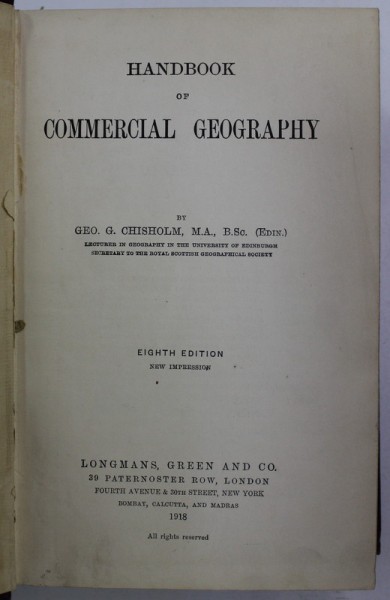 HANDBOOK
OF
COMMERCIAL GEOGRAPHY
BY
GEO. G. CHISHOLM, M.A., B.Sc. (EDIN.)
LECTURER IN GEOGRAPHY IN THE UNIVERSITY OF EDINBURGH
SECRETARY TO THE ROYAL SCOTTISH GEOGRAPHICAL SOCIETY
EIGHTH EDITION
NEW IMPRESSION
LONGMANS, GREEN AND CO.
39 PATERNOSTER ROW, LONDON
FOURTH AVENUE & 30TH STREET, NEW YORK
BOMBAY, CALCUTTA, AND MADRAS
1918
All rights reserved